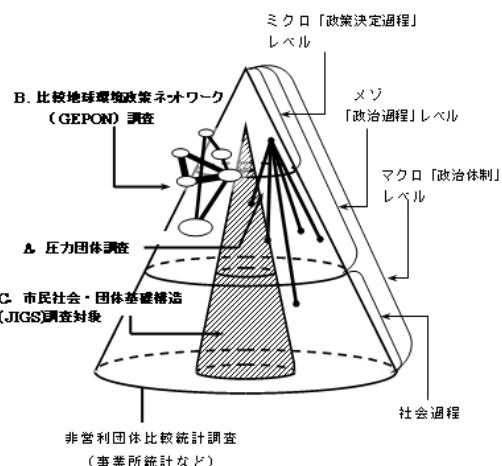 ミクロ「政策決定過程」
レベル
B. 比較地球環境政策ネットワーク
(GEPON) 調査
メゾ
「政治過程」レベル
マクロ「政治体制」
レベル
A. 圧力団体調査
C. 市民社会・団体基礎構造
(JIGS)調査対象
社会過程
非営利団体比較統計調査
(事業所統計など)